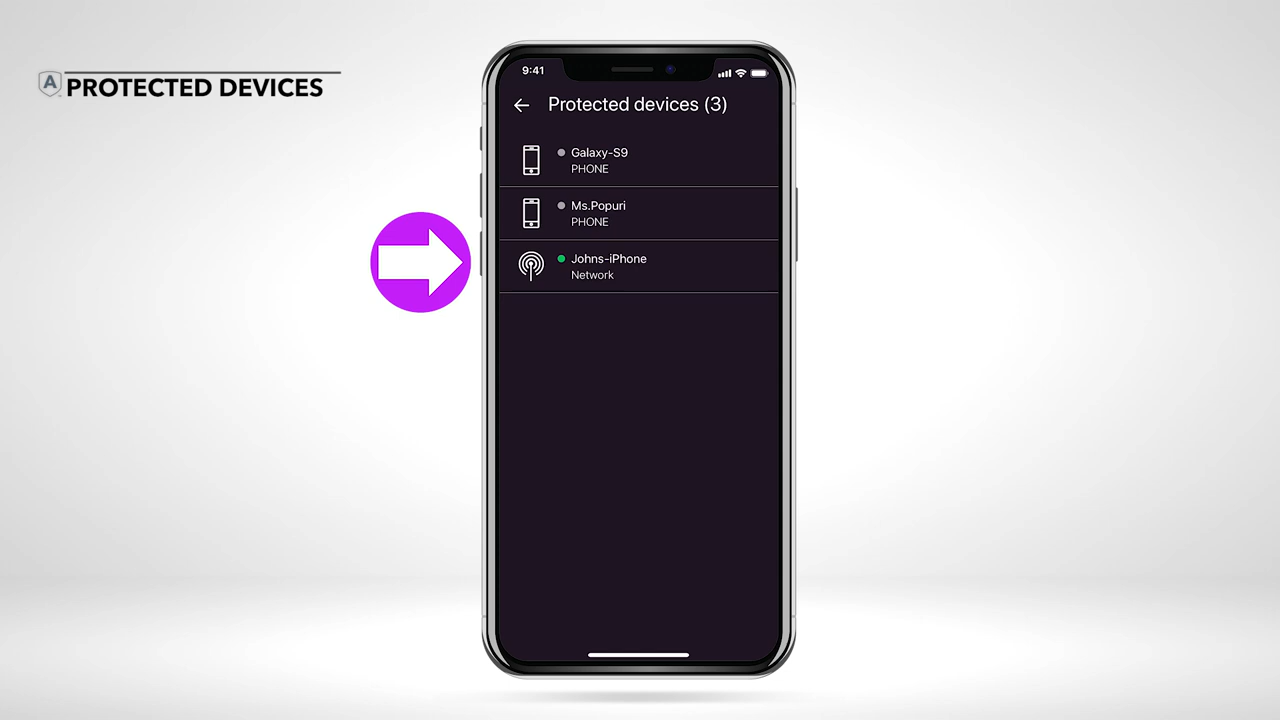 A PROTECTED DEVICES
9:41
Protected devices (3)
Galaxy-S9
PHONE
Ms.Popuri
PHONE
Johns-iPhone
Network